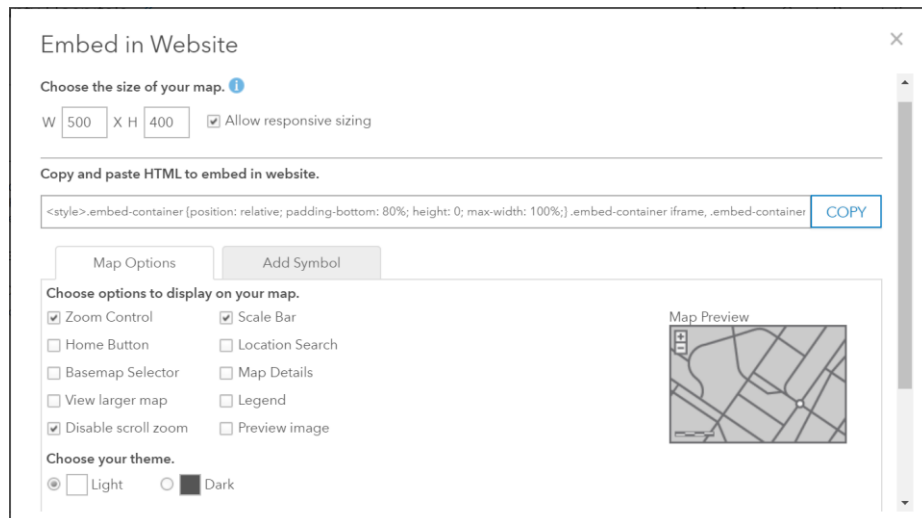 Embed in Website
Choose the size of your map.
W 500 X H 400 Allow responsive sizing
Copy and paste HTML to embed in website.
<style>.embed-container {position: relative; padding-bottom: 80%; height: 0; max-width: 100%;} .embed-container iframe, .embed-container COPY
Map Options Add Symbol
Choose options to display on your map.
Zoom Control Scale Bar Map Preview
Home Button Location Search
Basemap Selector Map Details
View larger map Legend
Disable scroll zoom Preview image
Choose your theme.
Light Dark